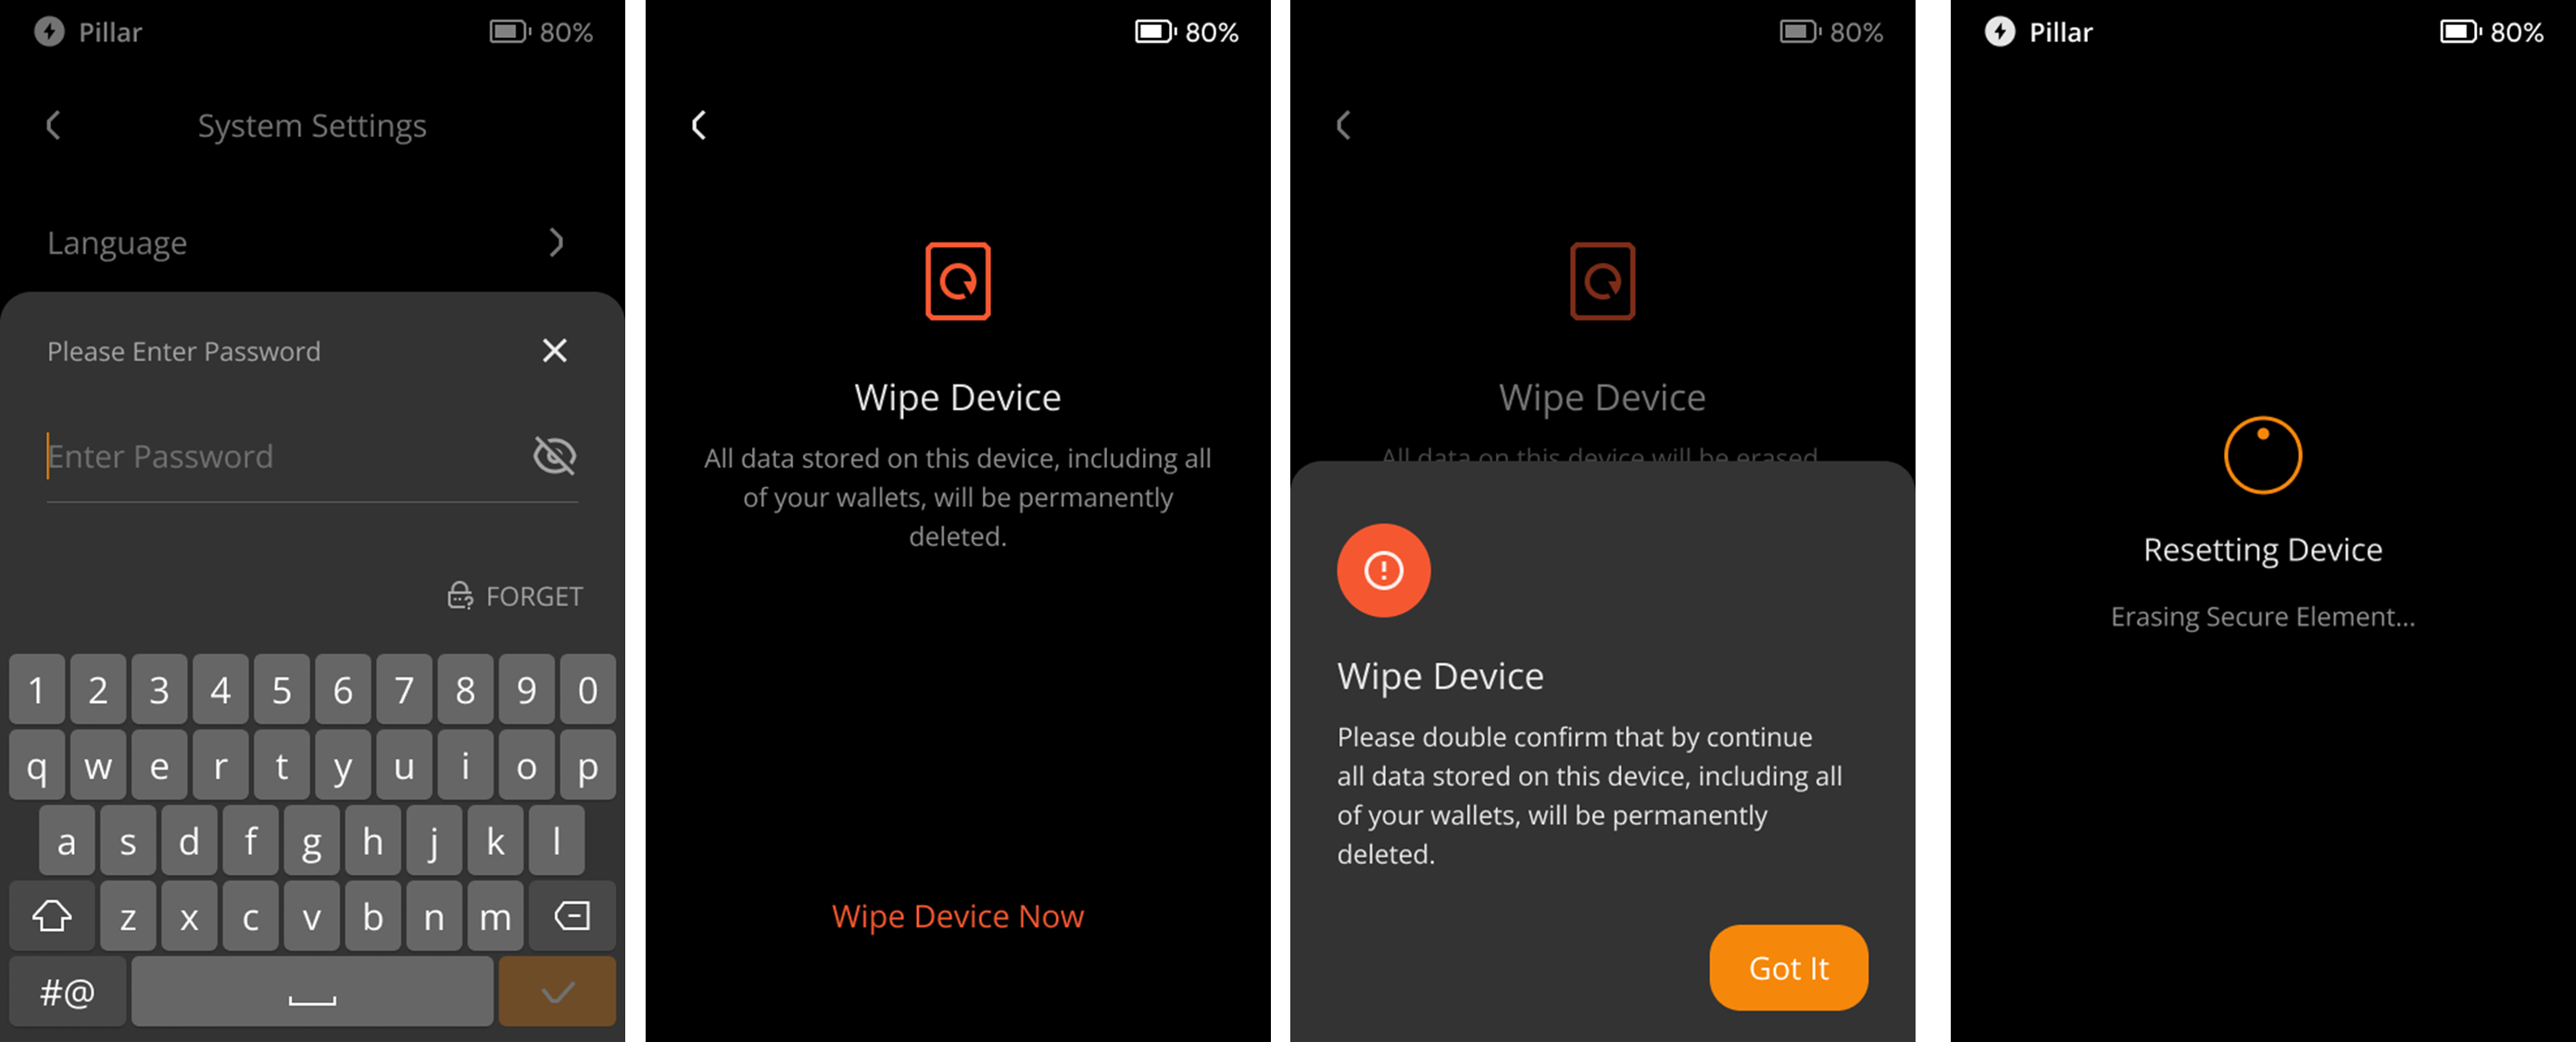 Pillar 80%
System Settings
Language
Please Enter Password
Enter Password
FORGET
1 2 3 4 5 6 7 8 9 0
q w e r t y u i o p
a s d f g h j k l
z x c v b n m
#@
80%
Wipe Device
All data stored on this device, including all
of your wallets, will be permanently
deleted.
Wipe Device Now
80%
Wipe Device
All data on this device will be erased
Wipe Device
Please double confirm that by continue
all data stored on this device, including all
of your wallets, will be permanently
deleted.
Got It
Pillar 80%
Resetting Device
Erasing Secure Element...